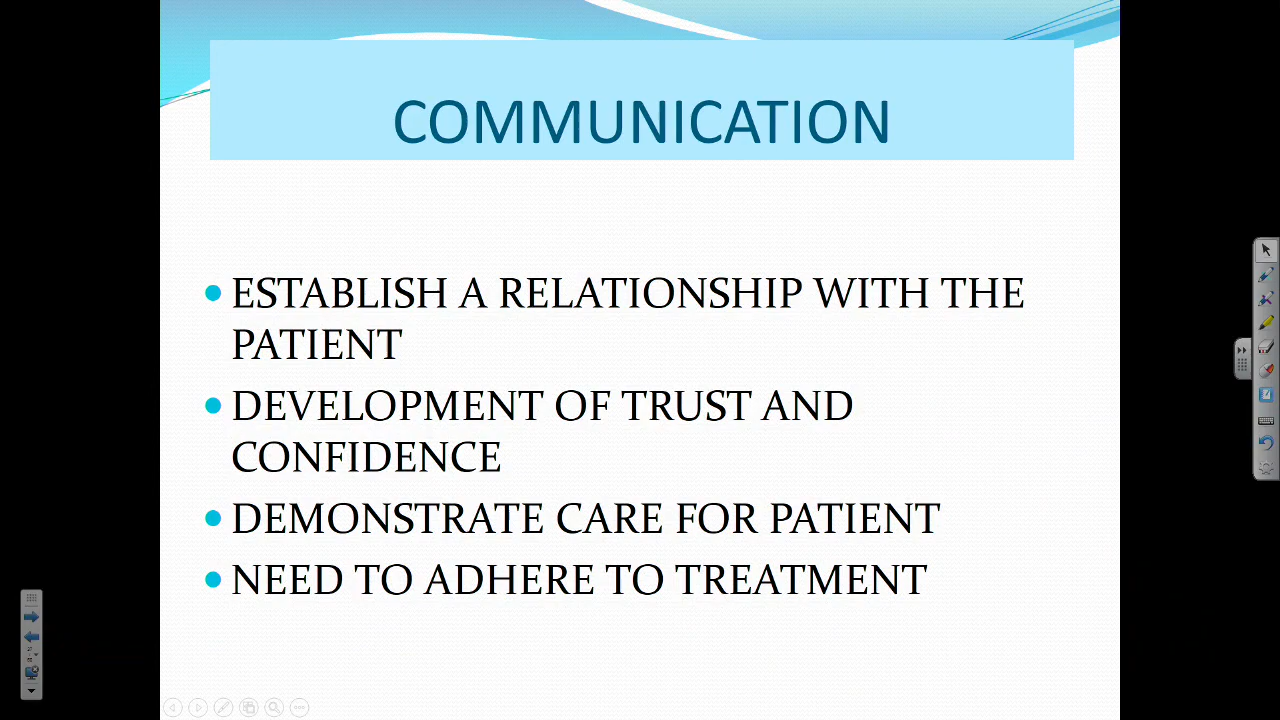 COMMUNICATION
ESTABLISH A RELATIONSHIP WITH THE
PATIENT
DEVELOPMENT OF TRUST AND
CONFIDENCE
DEMONSTRATE CARE FOR PATIENT
NEED TO ADHERE TO TREATMENT